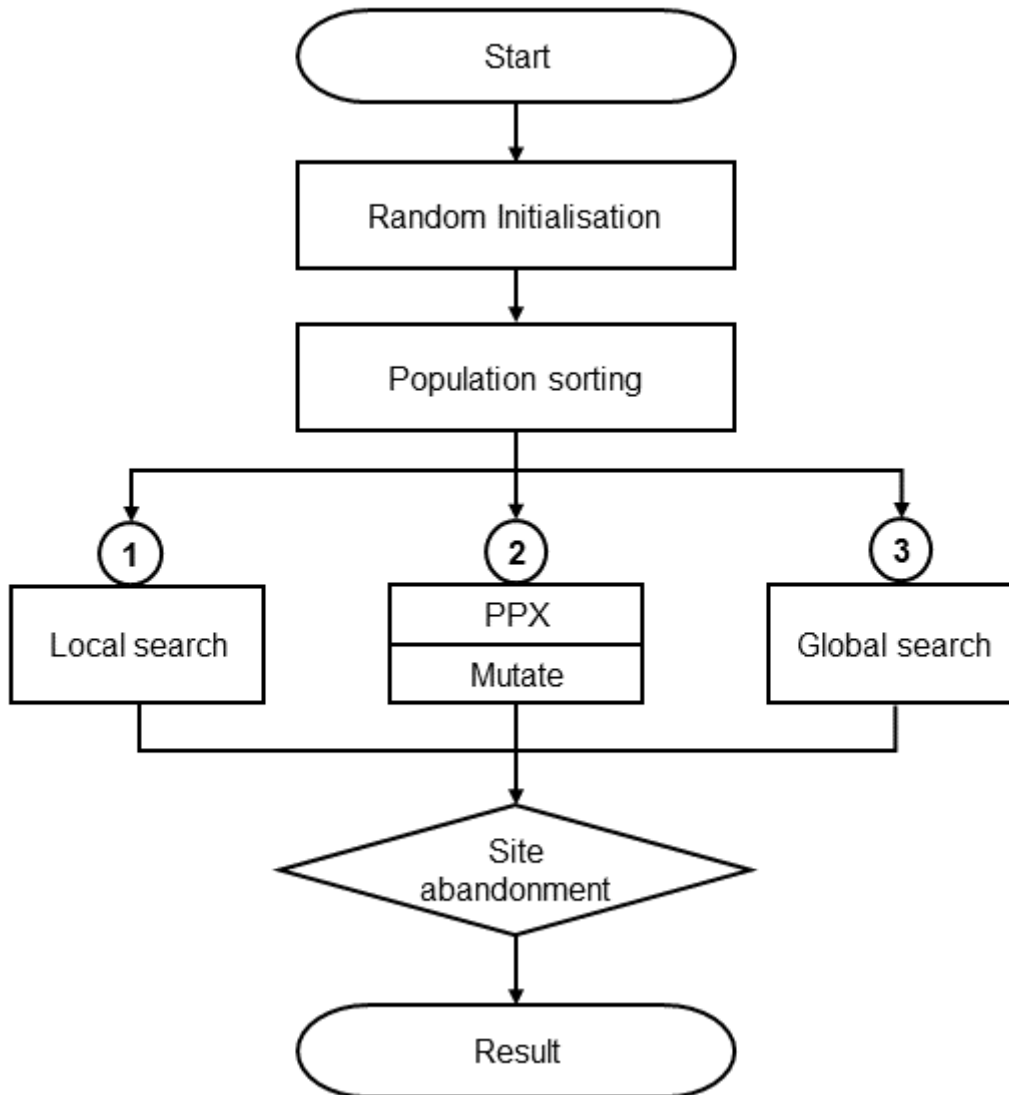 Start
Random Initialisation
Population sorting
1
2
3
Local search
PPX
Mutate
Global search
Site
abandonment
Result